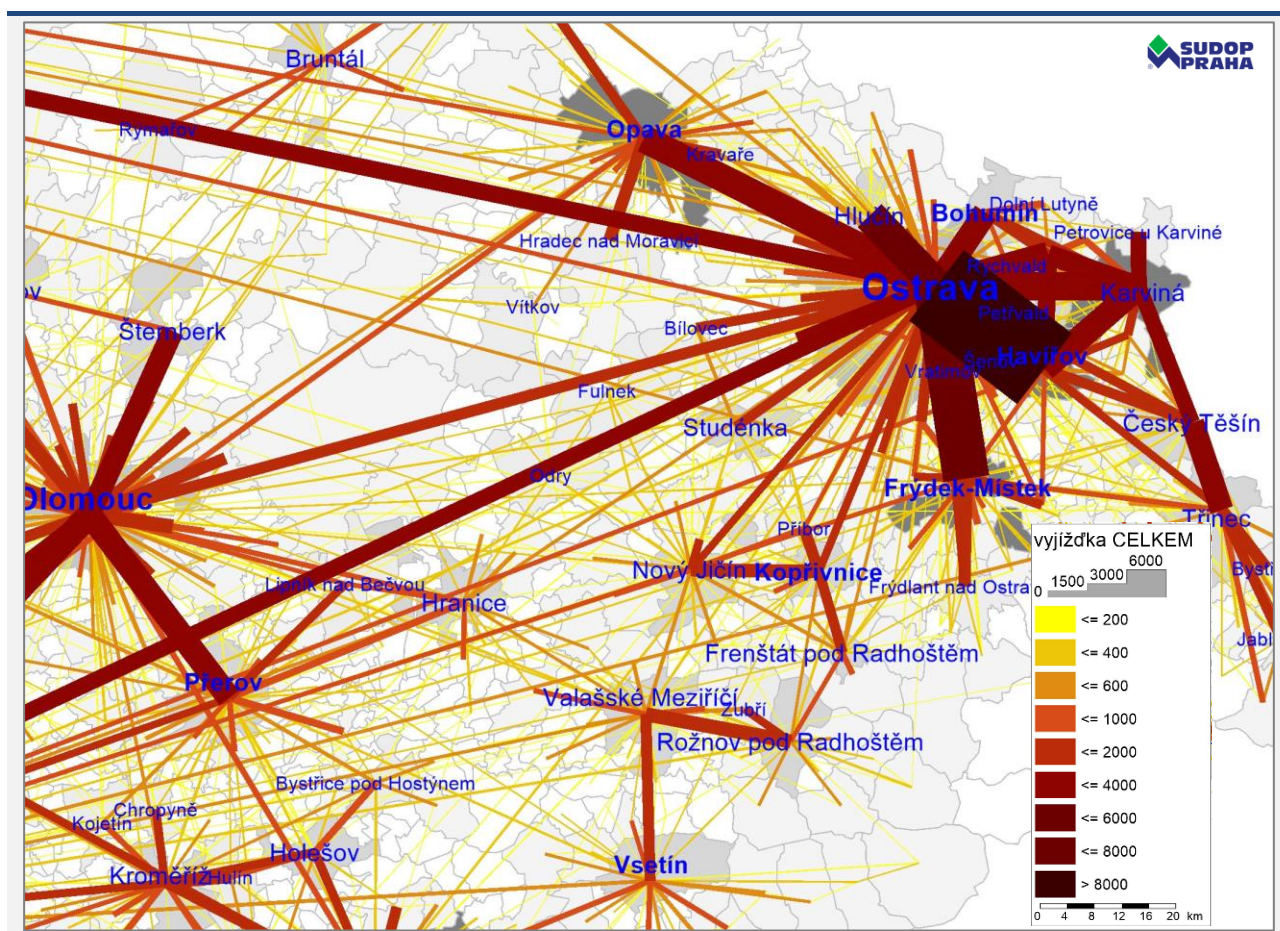 SUDOP
PRAHA
Bruntál
Rýmařov
Opava
Kravaře
Hlučín
Bohumín
Dolní Lutyně
Petrovice u Karviné
Hradec nad Moravicí
Rychvald
Ostrava
Karviná
ov
Vítkov
Petřvald
Šternberk
Bílovec
Havířov
Vratimov
Fulnek
Studénka
Český Těšín
Odry
Olomouc
Frýdek-Místek
Třinec
Příbor
vyjížďka CELKEM
6000
3000
1500
0
Nový Jičín
Kopřivnice
Bysti
Lipník nad Bečvou
Hranice
Frýdlant nad Ostra
<= 200
Jabl
<= 400
Frenštát pod Radhoštěm
Přerov
<= 600
Valašské Meziříčí
Zubří
<= 1000
Rožnov pod Radhoštěm
<= 2000
Bystřice pod Hostýnem
<= 4000
Chropyně
Kojetín
<= 6000
Holešov
<= 8000
Vsetín
Kroměříž
Hulín
> 8000
0 4 8 12 16 20 km